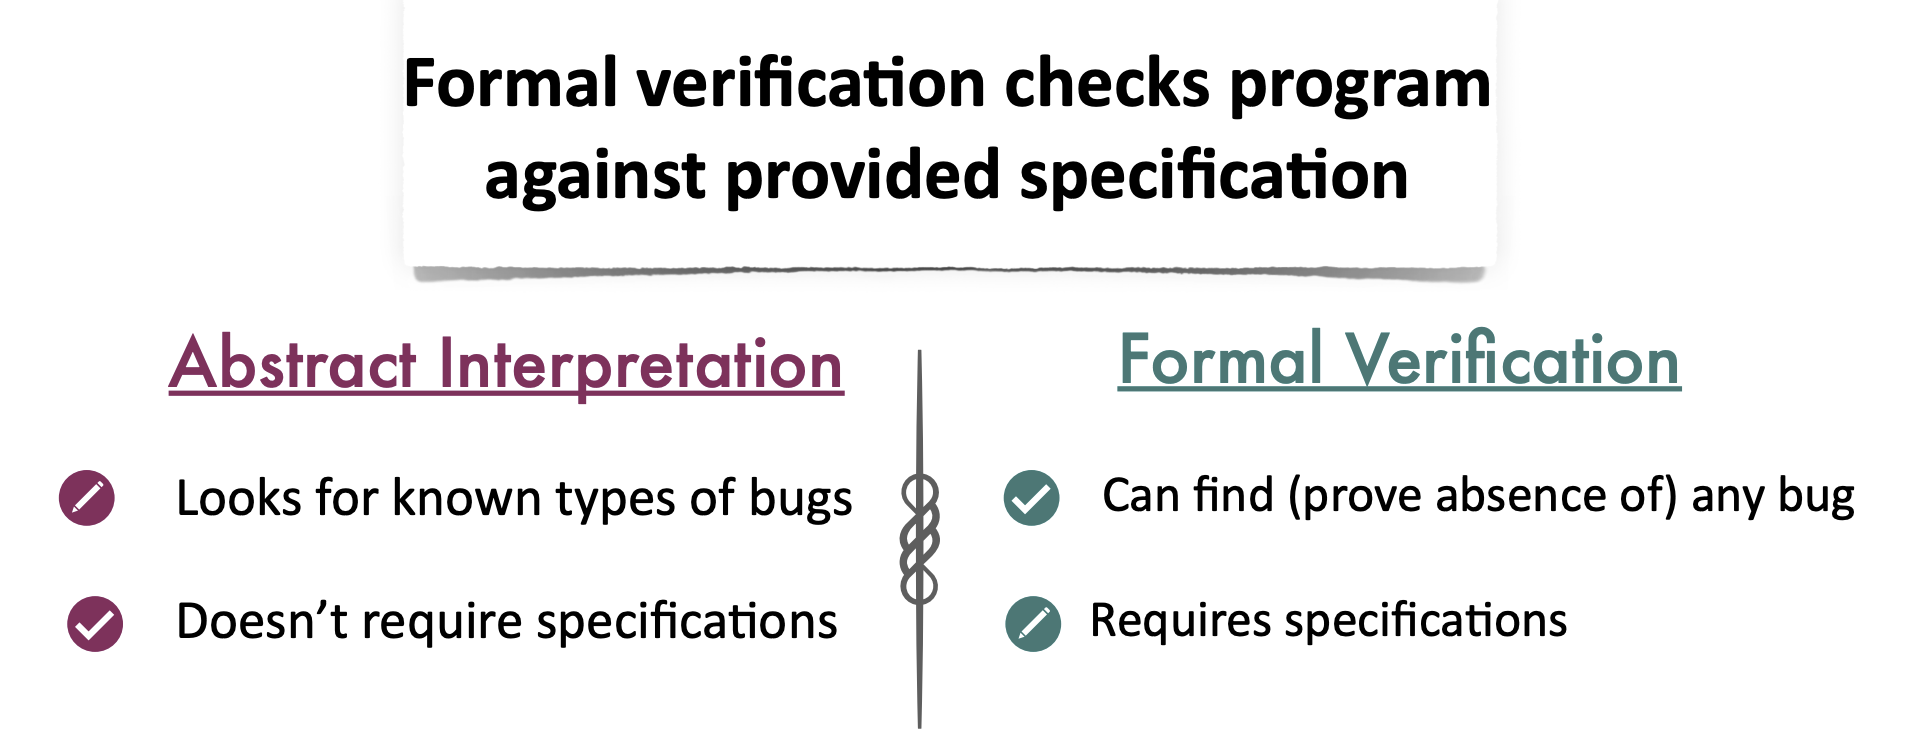 Formal verification checks program
against provided specification
Abstract Interpretation
Looks for known types of bugs
Doesn’t require specifications
Formal Verification
Can find (prove absence of) any bug
Requires specifications